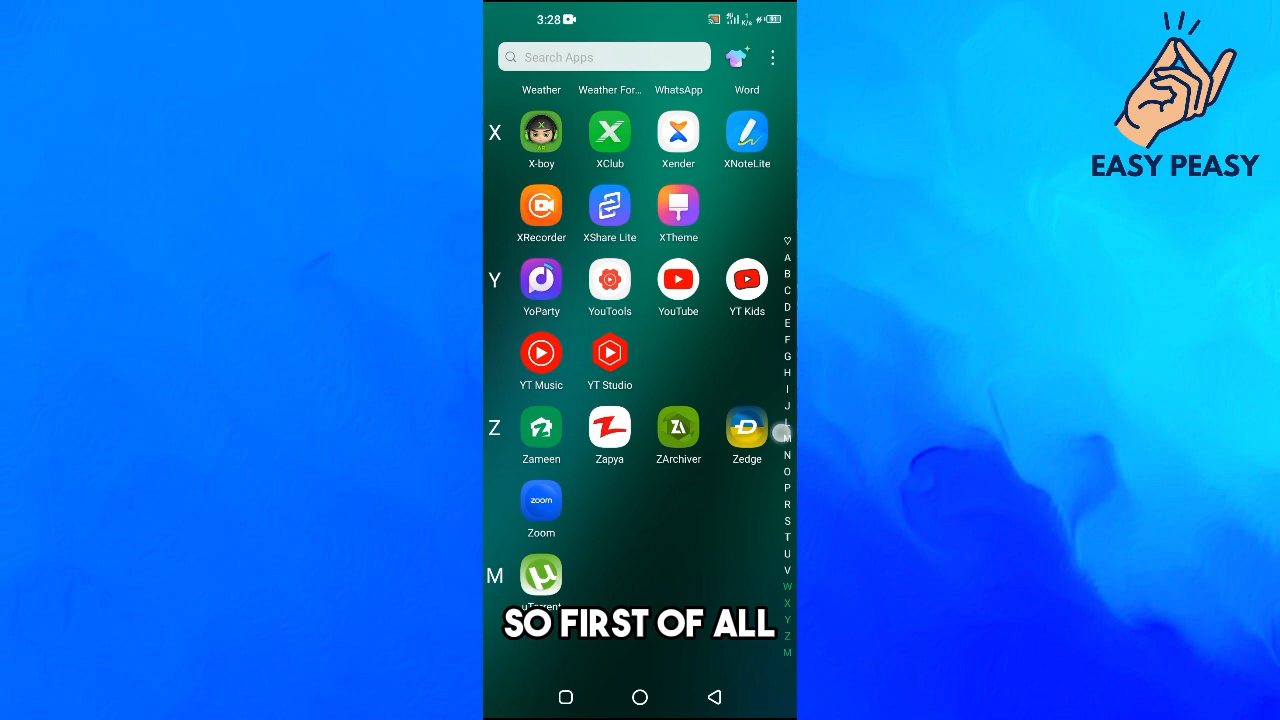 3:28
Search Apps
Weather Weather For... WhatsApp Word
X
X-boy XClub Xender XNoteLite
XRecorder XShare Lite XTheme
Y
YoParty YouTools YouTube YT Kids
YT Music YT Studio
Z
Zameen Zapya ZArchiver Zedge
zoom
Zoom
M
uTorrent
SO FIRST OF ALL
A
B
C
D
E
F
G
H
I
J
L
M
N
O
P
R
S
T
U
V
W
X
Y
Z
M
EASY PEASY